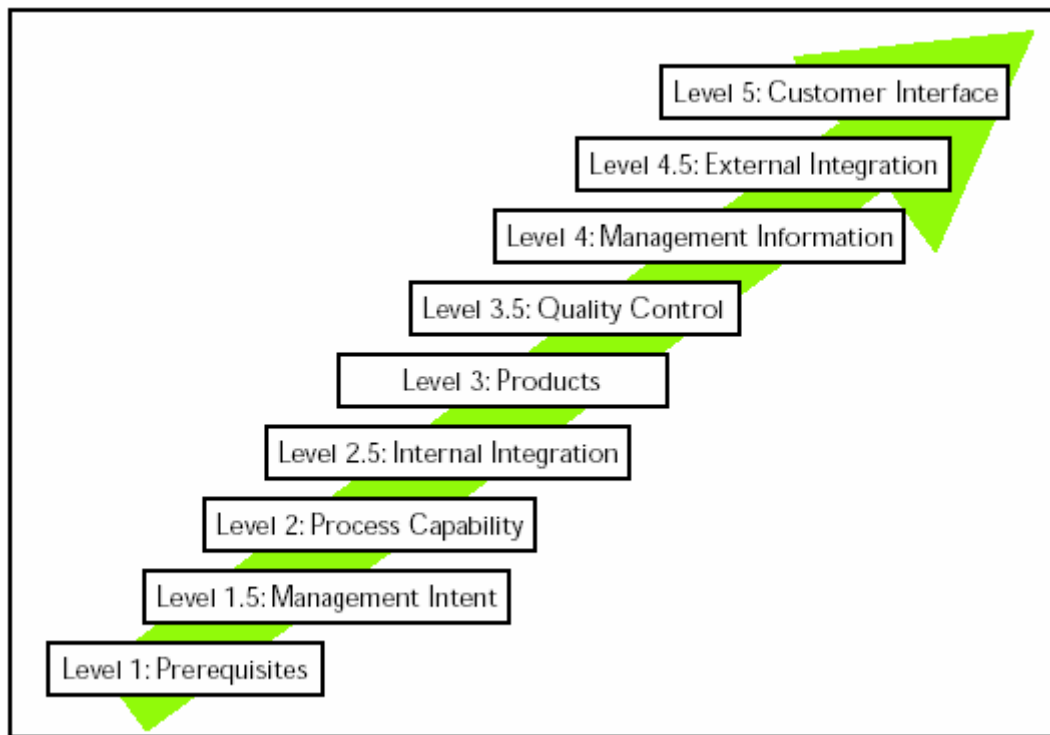 Level 5: Customer Interface
Level 4.5: External Integration
Level 4: Management Information
Level 3.5: Quality Control
Level 3: Products
Level 2.5: Internal Integration
Level 2: Process Capability
Level 1.5: Management Intent
Level 1: Prerequisites